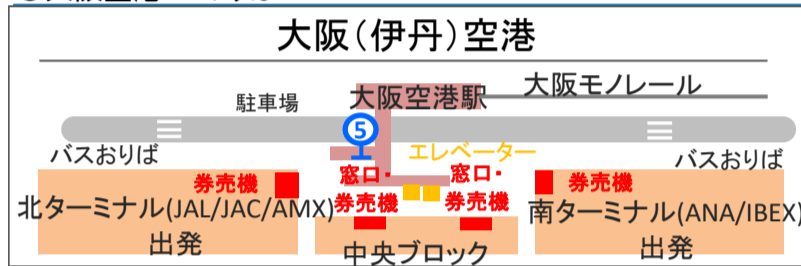 大阪（伊丹）空港
大阪モノレール
駐車場
大阪空港駅
5
バスおりば
エレベーター
バスおりば
券売機
窓口・
券売機
窓口・
券売機
券売機
北ターミナル(JAL/JAC/AMX)
出発
中央ブロック
南ターミナル(ANA/IBEX)
出発